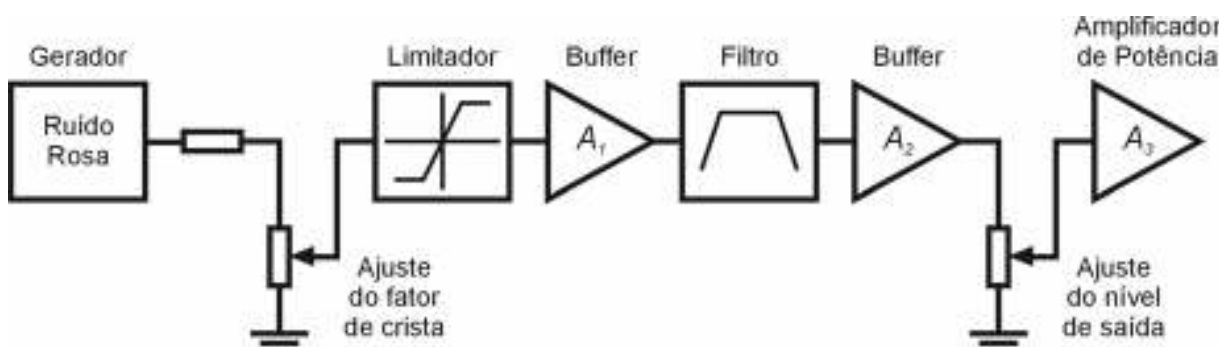 Gerador
Ruído
Rosa
Ajuste
do fator
de crista
Limitador
Buffer
A₁
Filtro
Buffer
A₂
Ajuste
do nível
de saída
Amplificador
de Potência
A₃